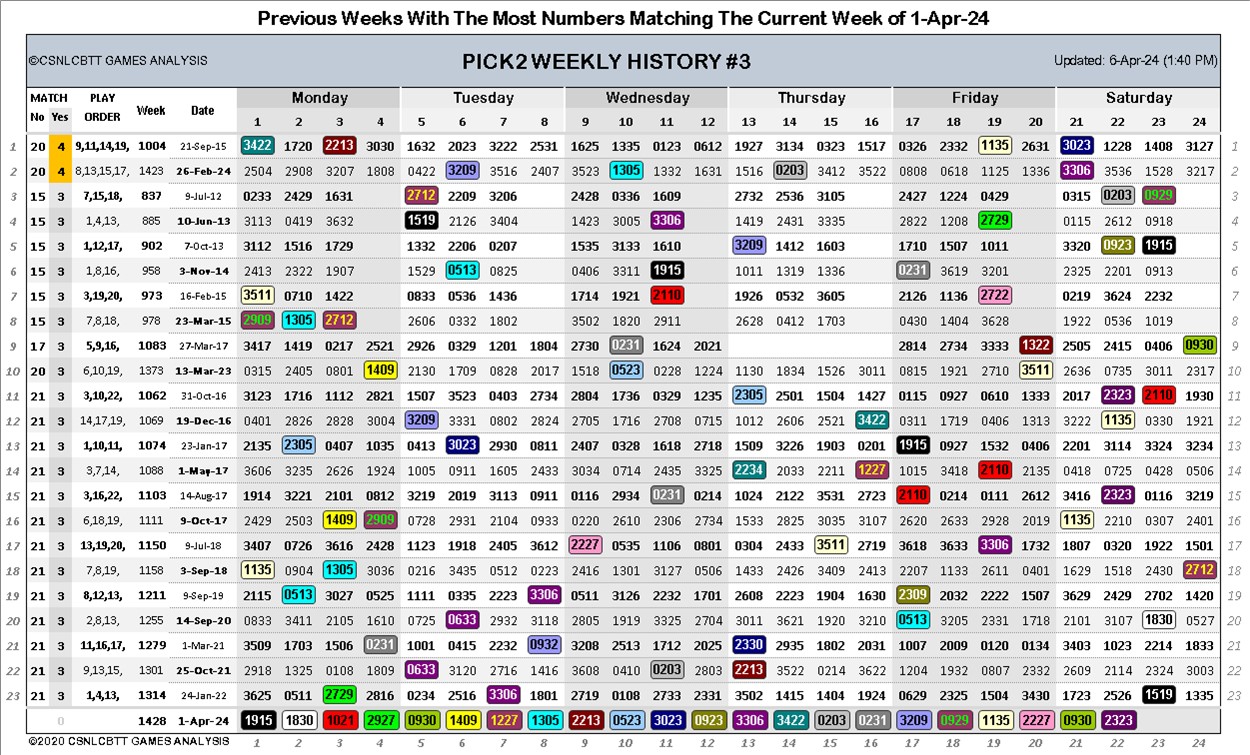 Previous Weeks With The Most Numbers Matching The Current Week of 1-Apr-24
©CSNLCBTT GAMES ANALYSIS PICK2 WEEKLY HISTORY #3 Updated: 6-Apr-24 (1:40 PM)
MATCH PLAY Week Date Monday Tuesday Wednesday Thursday Friday Saturday
No Yes ORDER 1 2 3 4 5 6 7 8 9 10 11 12 13 14 15 16 17 18 19 20 21 22 23 24
1 20 4 9,11,14,19, 1004 21-Sep-15 3422 1720 2213 3030 1632 2023 3222 2531 1625 1335 0123 0612 1927 3134 0323 1517 0326 2332 1135 2631 3023 1228 1408 3127 1
2 20 4 8,13,15,17, 1423 26-Feb-24 2504 2908 3207 1308 0422 3209 3516 2407 3523 1305 1332 1631 1516 0203 3412 3522 0808 0618 1125 1336 3306 3536 1528 3217 2
3 15 3 7,15,18, 837 9-Jul-12 0233 2429 1631 2712 2209 3206 2428 0336 1609 2732 2536 3105 2427 1224 0429 0315 0203 0929 3
4 15 3 1,4,13, 885 10-Jun-13 3113 0419 3632 1519 2126 3404 1423 3005 3306 1419 2431 3335 2822 1208 2729 0115 2612 0918 4
5 15 3 1,12,17, 902 7-Oct-13 3112 1516 1729 1332 2206 0207 1535 3133 1610 3209 1412 1603 1710 1507 1011 3320 0923 1915 5
6 15 3 1,8,16, 958 3-Nov-14 2413 2322 1907 1529 0513 0825 0406 3311 1915 1011 1319 1336 0231 3619 3201 2325 2201 0913 6
7 15 3 3,19,20, 973 16-Feb-15 3511 0710 1422 0833 0536 1436 1714 1921 2110 1926 0532 3605 2126 1136 2722 0219 3624 2232 7
8 15 3 7,8,18, 978 23-Mar-15 2909 1305 2712 2606 0332 1802 3502 1820 2911 2628 0412 1703 0430 1404 3628 1922 0536 1019 8
9 17 3 5,9,16, 1083 27-Mar-17 3417 1419 0217 2521 2926 0329 1201 1804 2730 0231 1624 2021 2814 2734 3333 1322 2505 2415 0406 0930 9
10 20 3 6,10,19, 1373 13-Mar-23 0315 2405 0801 1409 2130 1709 0828 2017 1518 0523 0228 1224 1130 1834 1526 3011 0815 1921 2710 3511 2636 0735 3011 2317 10
11 21 3 3,10,22, 1062 31-Oct-16 3123 1716 1112 2821 1507 3523 0403 2734 2804 1736 0329 1235 2305 2501 1504 1427 0115 0927 0610 1333 2017 2323 2110 1930 11
12 21 3 14,17,19, 1069 19-Dec-16 0401 2826 2828 3004 3209 3331 2804 2822 2705 1716 2708 0715 1012 2606 2521 3422 0311 1719 0406 1313 3222 1135 0330 1921 12
13 21 3 1,10,11, 1074 23-Jan-17 2135 2305 0407 1035 0413 3023 2930 0811 2407 0328 1618 2718 1509 3226 1903 0201 1915 0927 1532 0406 2201 3114 3324 3234 13
14 21 3 3,7,14, 1088 1-May-17 3606 3235 2626 1924 1005 0911 1605 2433 3034 0714 2435 3325 2234 2033 2211 1227 1015 3418 2110 2135 0418 0725 0428 0506 14
15 21 3 3,16,22, 1103 14-Aug-17 1914 3221 2101 0812 3219 2019 3113 0911 0116 2934 0231 0214 1024 2122 3531 2723 2110 0214 0111 2612 3416 2323 0116 3219 15
16 21 3 6,18,19, 1111 9-Oct-17 2429 2503 1409 2909 0728 2931 2104 0933 0220 2610 2306 2734 1533 2825 3035 3107 2620 2633 2928 2019 1135 2210 0307 2401 16
17 21 3 13,19,20, 1150 9-Jul-18 3407 0726 3616 2428 1123 1918 2405 3612 2227 0535 1106 0801 0304 2433 3511 2719 3618 3633 3306 1732 1807 0320 1922 1501 17
18 21 3 7,8,19, 1158 3-Sep-18 1135 0904 1305 3036 0216 3435 0512 0223 2416 1301 3127 0506 1433 2426 3409 2413 2207 1133 2611 0401 1629 1518 2430 2712 18
19 21 3 8,12,13, 1211 9-Sep-19 2115 0513 3027 0525 1111 0335 2223 3306 0511 3126 2232 1701 2608 2223 1904 1630 2309 2032 2222 1507 3629 2429 2702 1420 19
20 21 3 2,8,13, 1255 14-Sep-20 0833 3411 2105 1610 0725 0633 2932 3118 2805 1919 3325 2704 3011 3621 1920 3210 0513 3205 2331 1718 2101 3107 1830 0527 20
21 21 3 11,16,17, 1279 1-Mar-21 3509 1703 1506 0231 1001 0415 2232 0932 3208 2513 1712 2025 2330 2935 1802 2031 1007 2009 0120 0134 3403 1023 2214 1833 21
22 21 3 9,13,15, 1301 25-Oct-21 2918 1325 0108 1809 0633 3120 2716 1416 3608 0410 0203 2803 2213 3522 0214 3622 1204 1932 0807 2332 2609 2114 2324 3003 22
23 21 3 1,4,13, 1314 24-Jan-22 3625 0511 2729 2816 0234 2516 3306 1801 2719 0108 2733 2331 3502 1415 1404 1924 0629 2325 1504 3430 1723 2526 1519 1335 23
0 1428 1-Apr-24 1915 1830 1021 2927 0930 1409 1227 1305 2213 0523 3023 0923 3306 3422 0203 0231 3209 0929 1135 2227 0930 2323
©2020 CSNLCBTT GAMES ANALYSIS 1 2 3 4 5 6 7 8 9 10 11 12 13 14 15 16 17 18 19 20 21 22 23 24